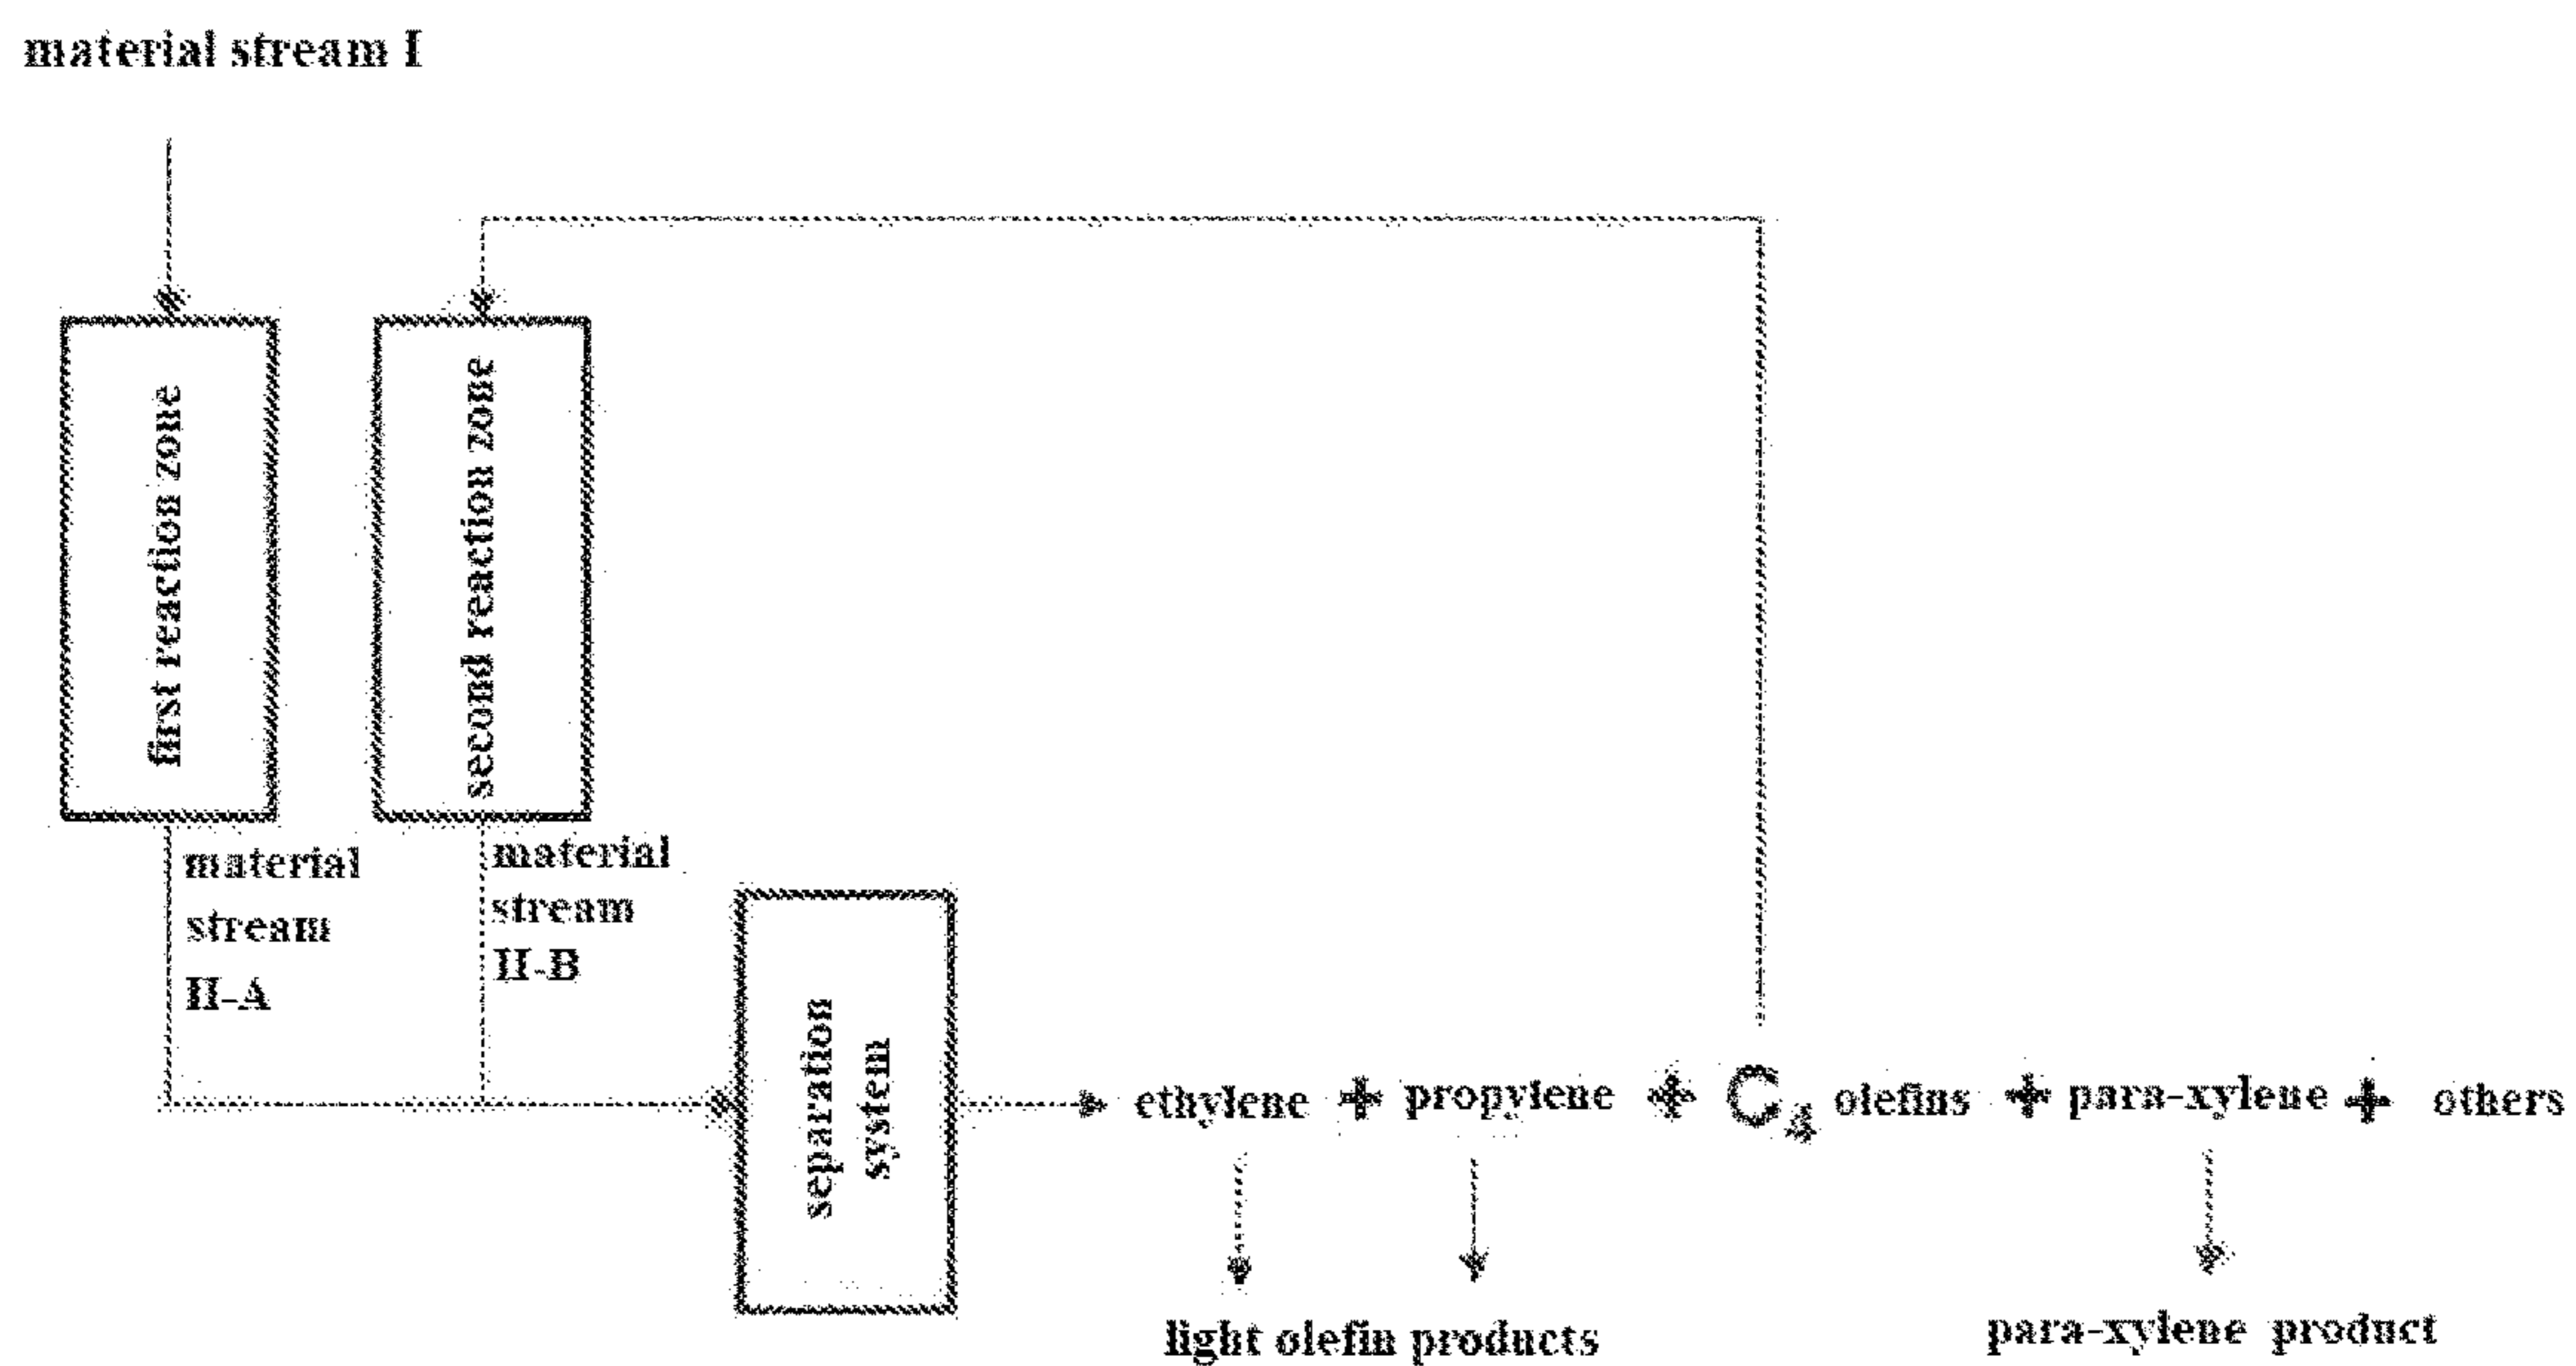 material stream I
first reaction zone
second reaction zone
material
stream
II-A
material
stream
II-B
separation
system
ethylene + propylene + C4 olefins + para-xylene + others
light olefin products
para-xylene product